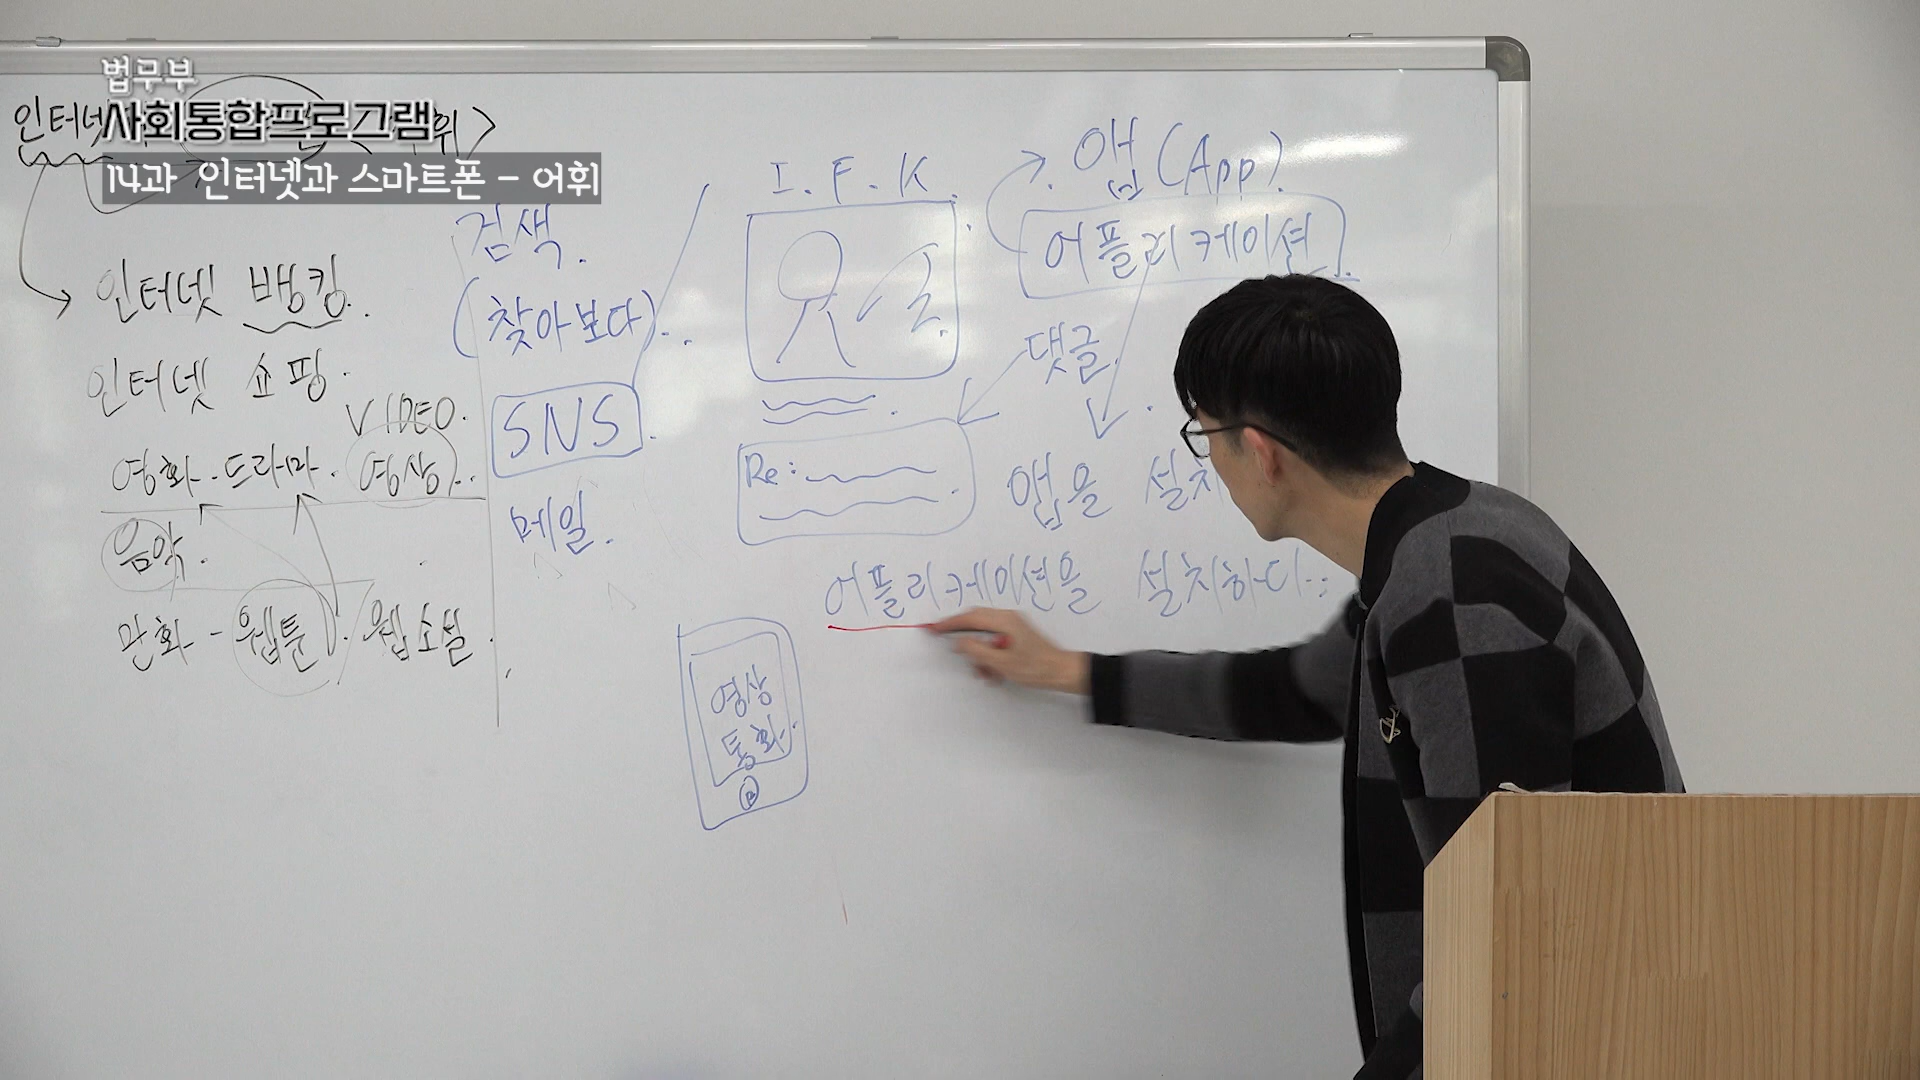 법무부
사회통합프로그램
14과 인터넷과 스마트폰 - 어휘
인터넷
휘>
인터넷 뱅킹.
인터넷 쇼핑.
VIDEO.
영화. 드라마. 영상.
음악.
만화 - 웹툰. 웹소설.
검색.
(찾아보다).
SNS
메일.
I. F. K.
Re:
영상
통화.
앱 (App).
어플리케이션.
댓글.
앱을 설치
어플리케이션을 설치하다.